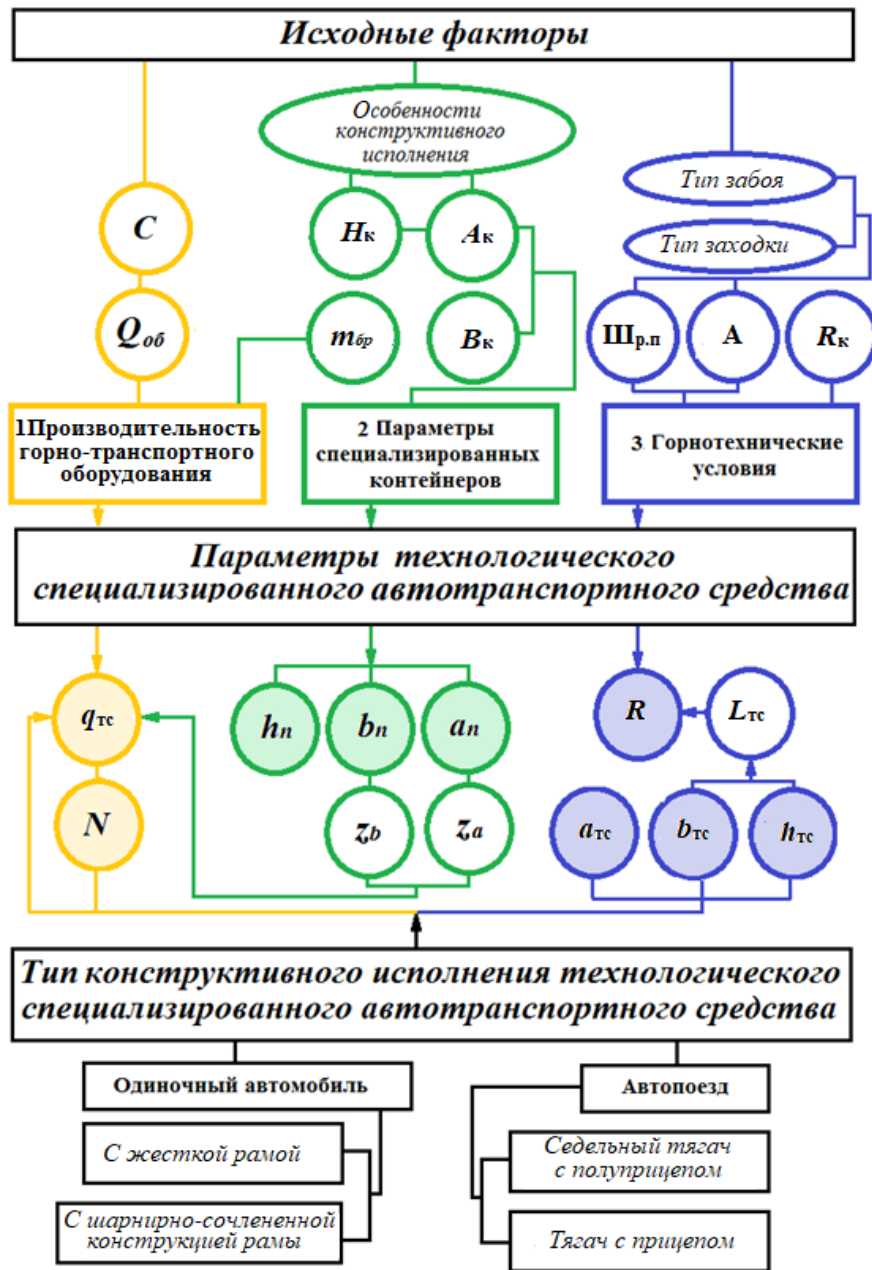 Исходные факторы
Особенности
конструктивного
исполнения
Тип забоя
C
Hк
Aк
Тип заходки
Qоб
mбр
Bк
Шр.п
А
Rк
1Производительность
горно-транспортного
оборудования
2 Параметры
специализированных
контейнеров
3 Горнотехнические
условия
Параметры технологического
специализированного автотранспортного средства
qтс
hп
bп
aп
R
Lтс
N
zb
za
aтс
bтс
hтс
Тип конструктивного исполнения технологического
специализированного автотранспортного средства
Одиночный автомобиль
Автопоезд
С жесткой рамой
Седельный тягач
с полуприцепом
С шарнирно-сочлененной
конструкцией рамы
Тягач с прицепом